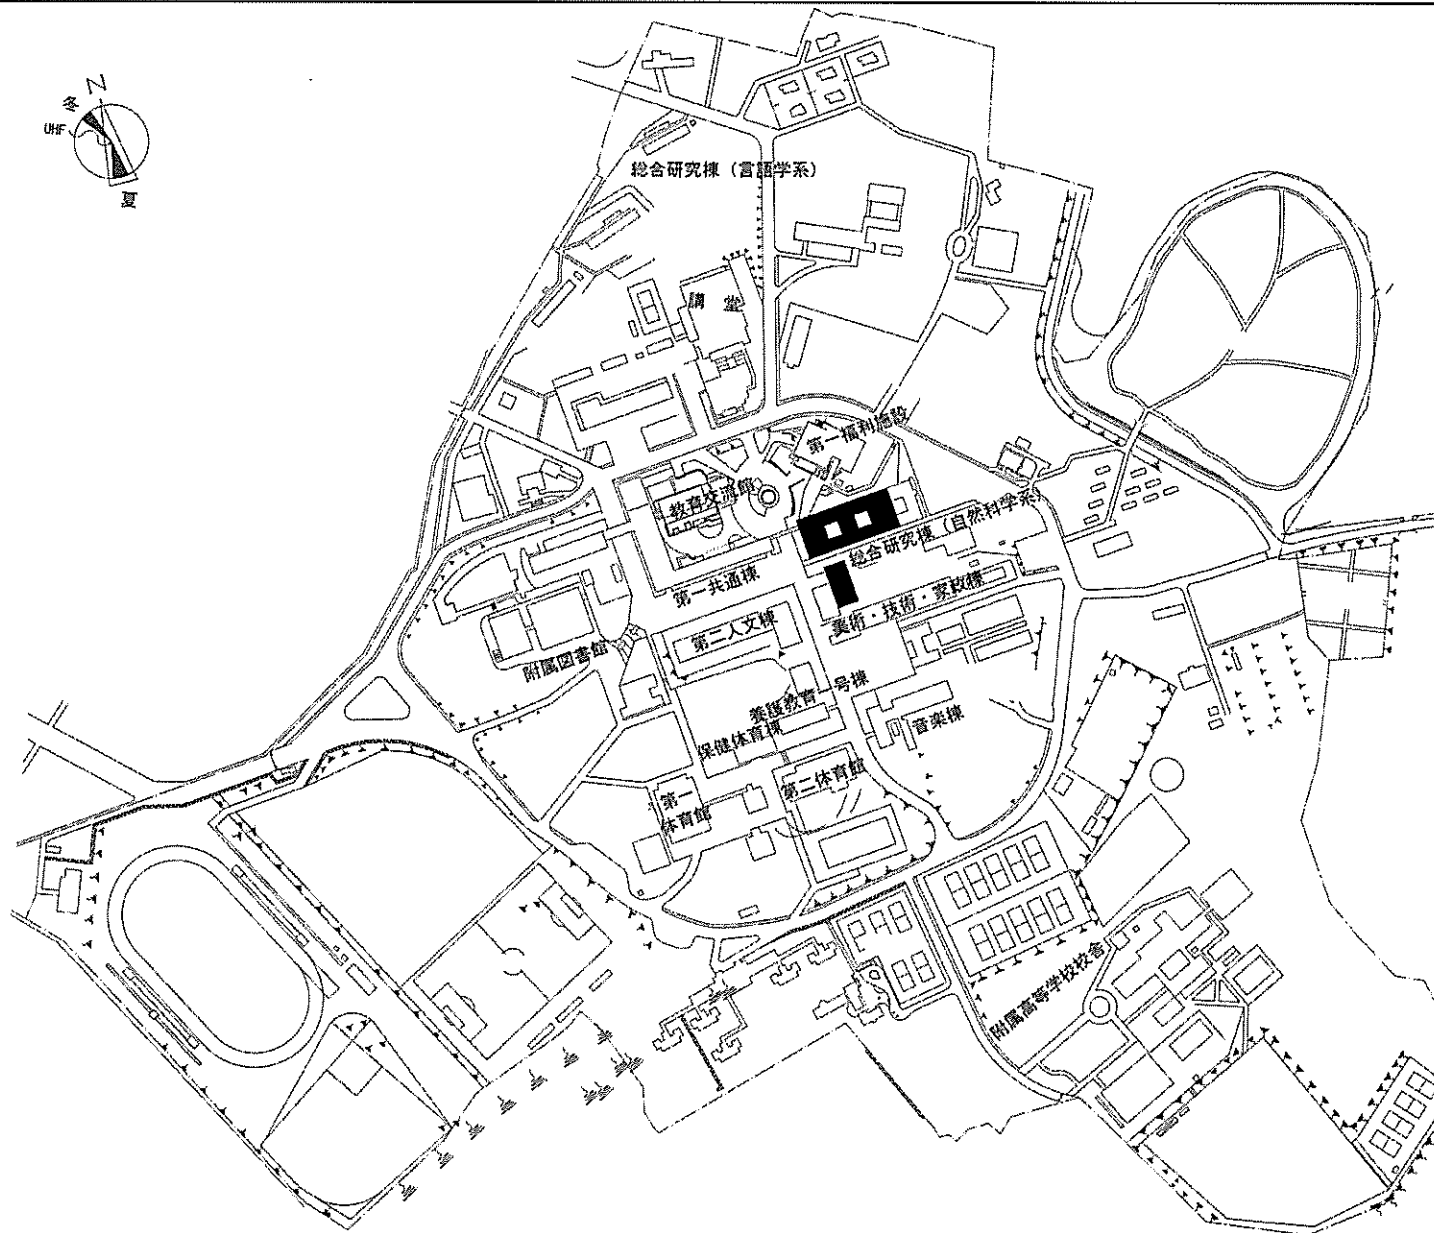 N
冬
UHF
夏
総合研究棟（言語学系）
講堂
第一福利施設
教育交流館
総合研究棟（自然科学系）
第一共通棟
美術・技術・家政棟
第二人文棟
附属図書館
養護教育一号棟
音楽棟
保健体育棟
第二体育館
第一
体育館
附属高等学校校舎